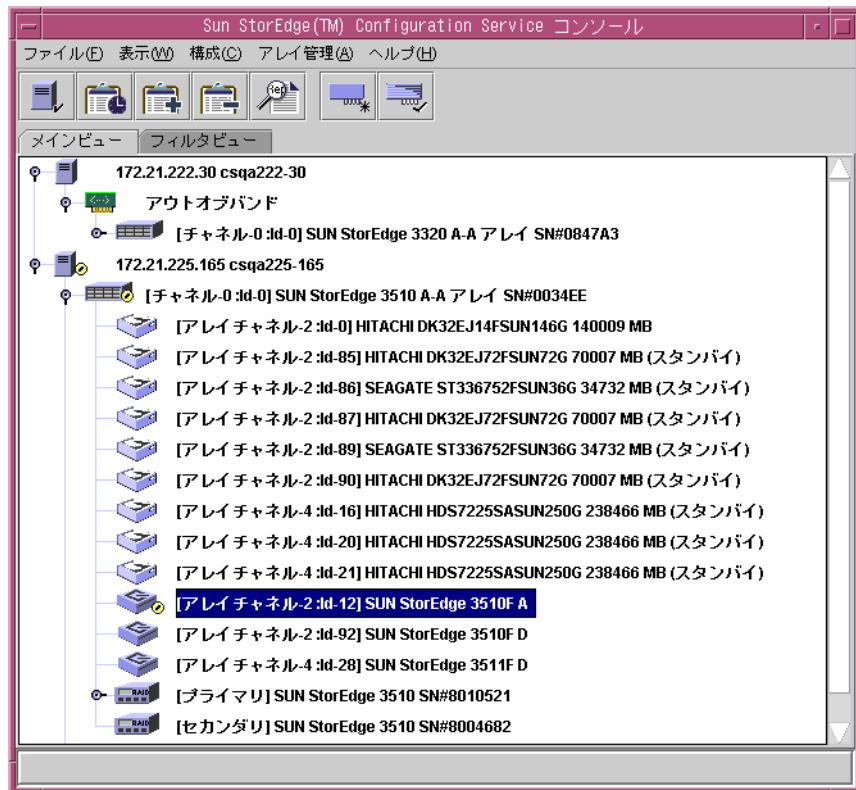 Sun StorEdge(TM) Configuration Service コンソール
ファイル(F) 表示(W) 構成(C) アレイ管理(A) ヘルプ(H)
メインビュー フィルタビュー
172.21.222.30 csqa222-30
アウトオブバンド
[チャネル-0 :Id-0] SUN StorEdge 3320 A-A アレイ SN#0847A3
172.21.225.165 csqa225-165
[チャネル-0 :Id-0] SUN StorEdge 3510 A-A アレイ SN#0034EE
[アレイ チャネル-2 :Id-0] HITACHI DK32EJ14FSUN146G 140009 MB
[アレイ チャネル-2 :Id-85] HITACHI DK32EJ72FSUN72G 70007 MB (スタンバイ)
[アレイ チャネル-2 :Id-86] SEAGATE ST336752FSUN36G 34732 MB (スタンバイ)
[アレイ チャネル-2 :Id-87] HITACHI DK32EJ72FSUN72G 70007 MB (スタンバイ)
[アレイ チャネル-2 :Id-89] SEAGATE ST336752FSUN36G 34732 MB (スタンバイ)
[アレイ チャネル-2 :Id-90] HITACHI DK32EJ72FSUN72G 70007 MB (スタンバイ)
[アレイ チャネル-4 :Id-16] HITACHI HDS7225SASUN250G 238466 MB (スタンバイ)
[アレイ チャネル-4 :Id-20] HITACHI HDS7225SASUN250G 238466 MB (スタンバイ)
[アレイ チャネル-4 :Id-21] HITACHI HDS7225SASUN250G 238466 MB (スタンバイ)
[アレイ チャネル-2 :Id-12] SUN StorEdge 3510F A
[アレイ チャネル-2 :Id-92] SUN StorEdge 3510F D
[アレイ チャネル-4 :Id-28] SUN StorEdge 3511F D
[プライマリ] SUN StorEdge 3510 SN#8010521
[セカンダリ] SUN StorEdge 3510 SN#8004682